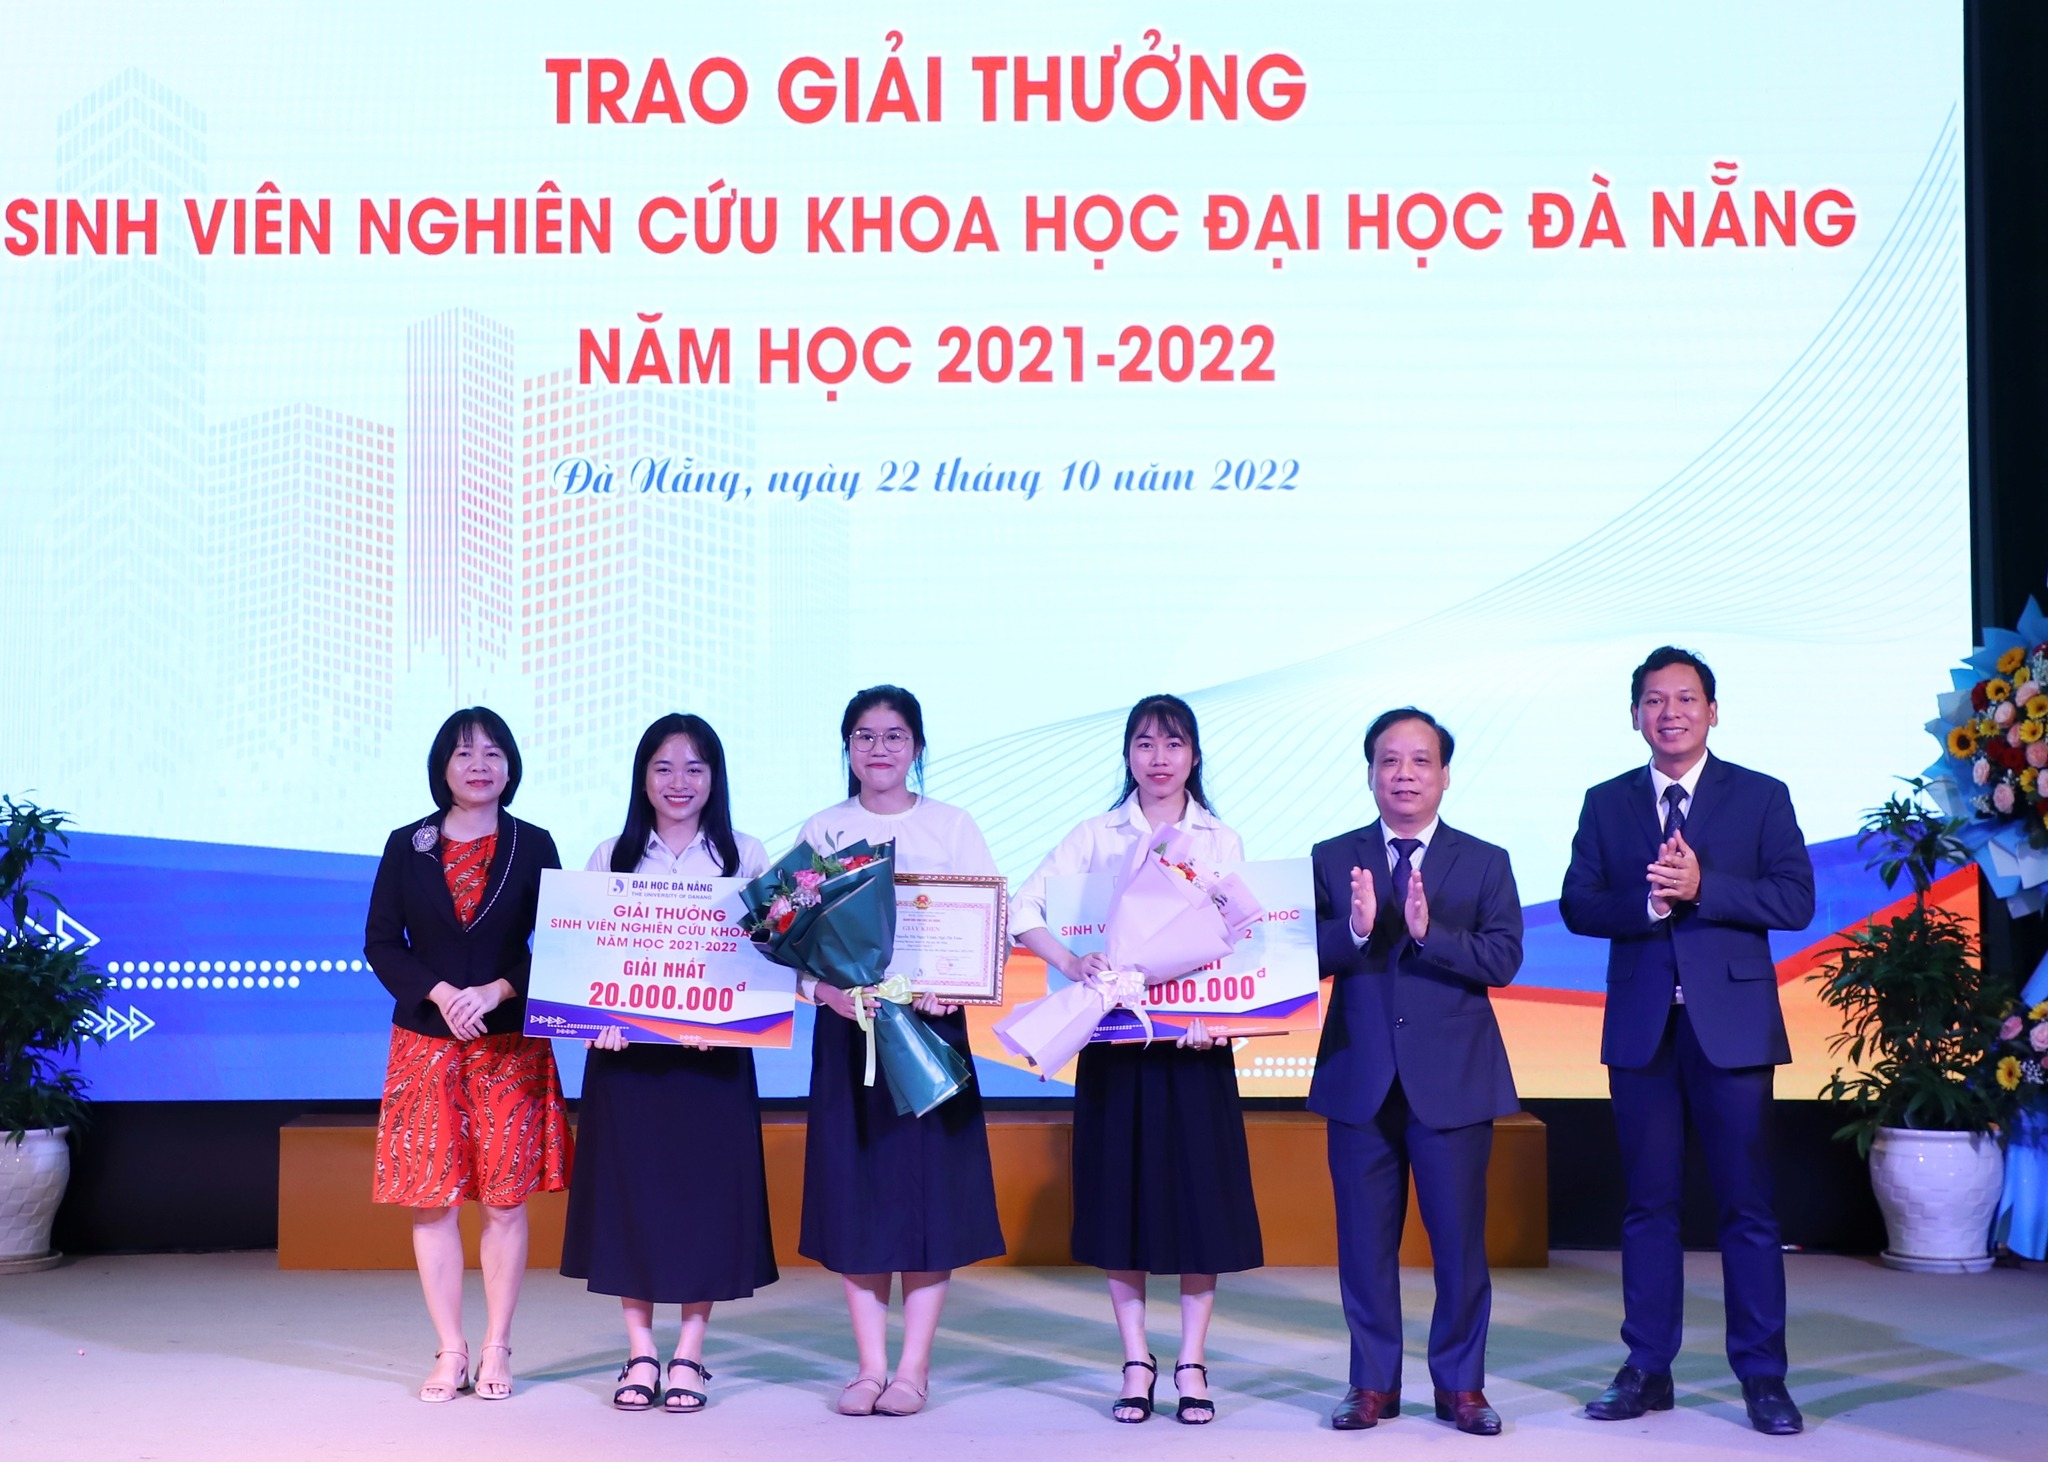 TRAO GIẢI THƯỞNG
SINH VIÊN NGHIÊN CỨU KHOA HỌC ĐẠI HỌC ĐÀ NẴNG
NĂM HỌC 2021-2022
Đà Nẵng, ngày 22 tháng 10 năm 2022
ĐẠI HỌC ĐÀ NẴNG
THE UNIVERSITY OF DANANG
GIẢI THƯỞNG
SINH VIÊN NGHIÊN CỨU KHOA
NĂM HỌC 2021-2022
GIẢI NHẤT
20.000.000đ
GIẤY KHEN
HỌC
SINH V
2
.000.000đ